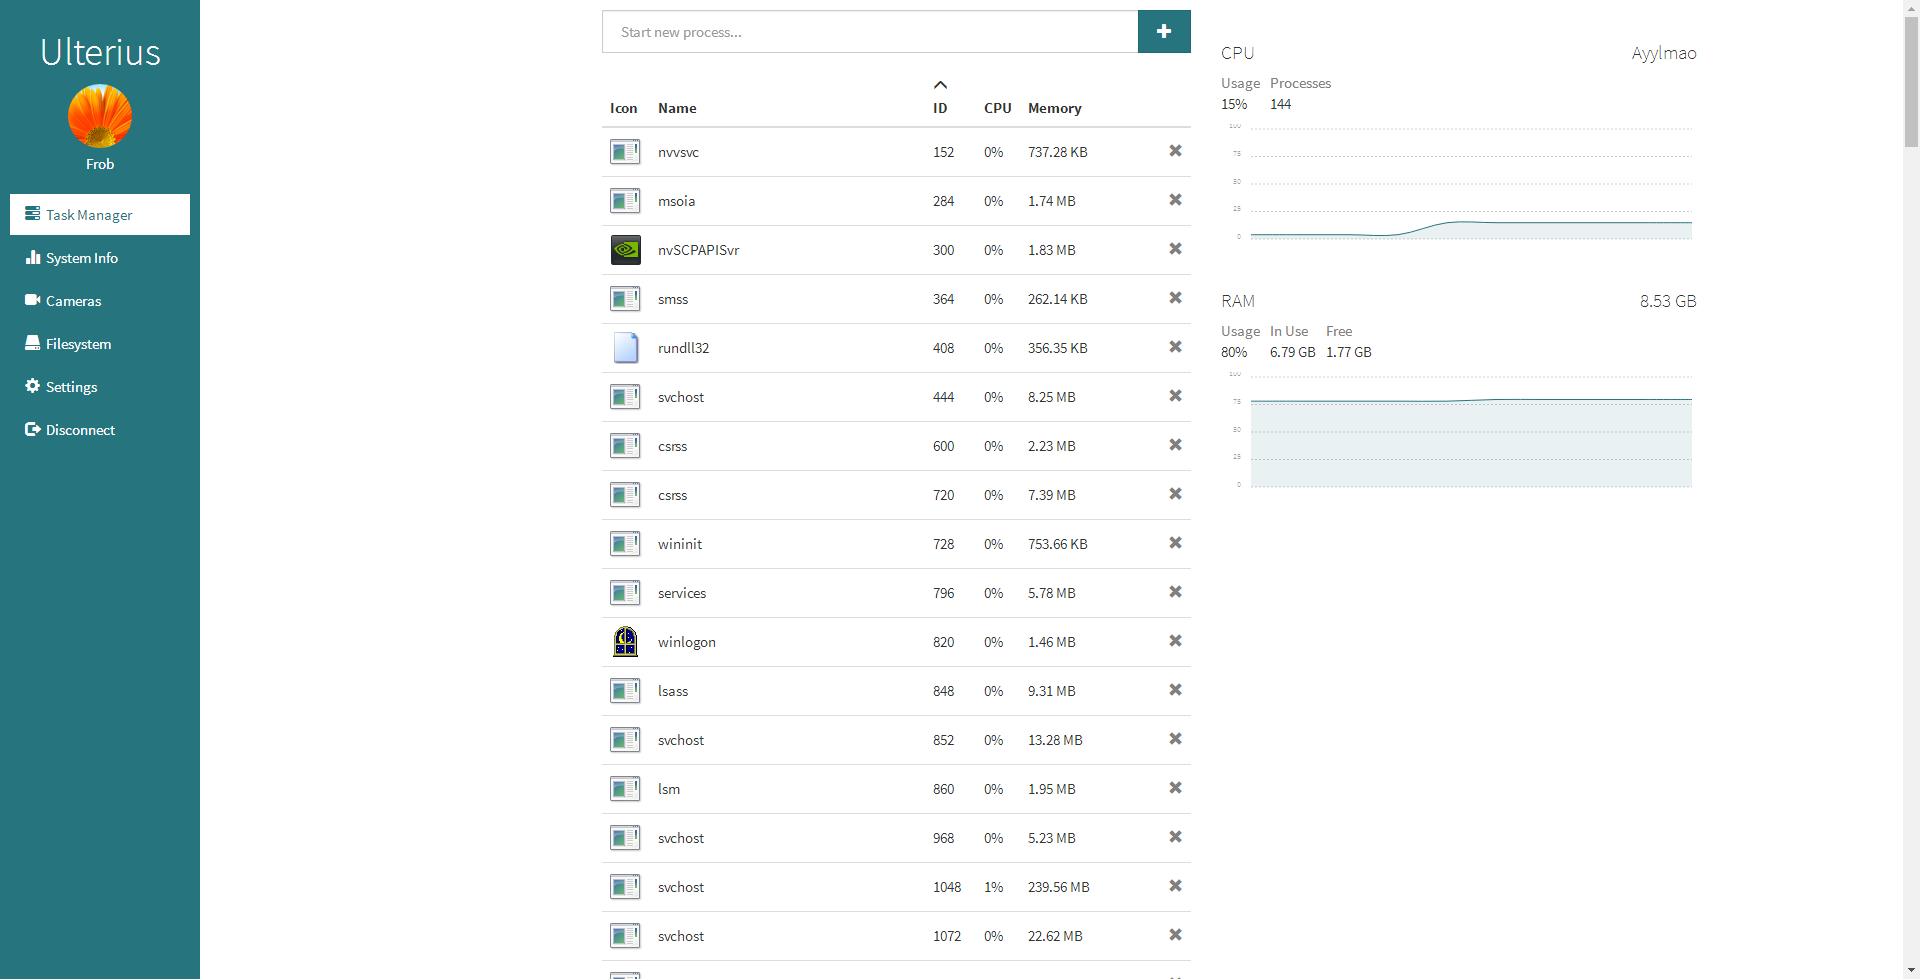 Ulterius
Frob
Task Manager
System Info
Cameras
Filesystem
Settings
Disconnect
Start new process...
Icon Name ID CPU Memory
nvvsvc 152 0% 737.28 KB
msoia 284 0% 1.74 MB
nvSCPAPISvr 300 0% 1.83 MB
smss 364 0% 262.14 KB
rundll32 408 0% 356.35 KB
svchost 444 0% 8.25 MB
csrss 600 0% 2.23 MB
csrss 720 0% 7.39 MB
wininit 728 0% 753.66 KB
services 796 0% 5.78 MB
winlogon 820 0% 1.46 MB
lsass 848 0% 9.31 MB
svchost 852 0% 13.28 MB
lsm 860 0% 1.95 MB
svchost 968 0% 5.23 MB
svchost 1048 1% 239.56 MB
svchost 1072 0% 22.62 MB
CPU Ayylmao
Usage Processes
15% 144
100
75
50
25
0
RAM 8.53 GB
Usage In Use Free
80% 6.79 GB 1.77 GB
100
75
50
25
0